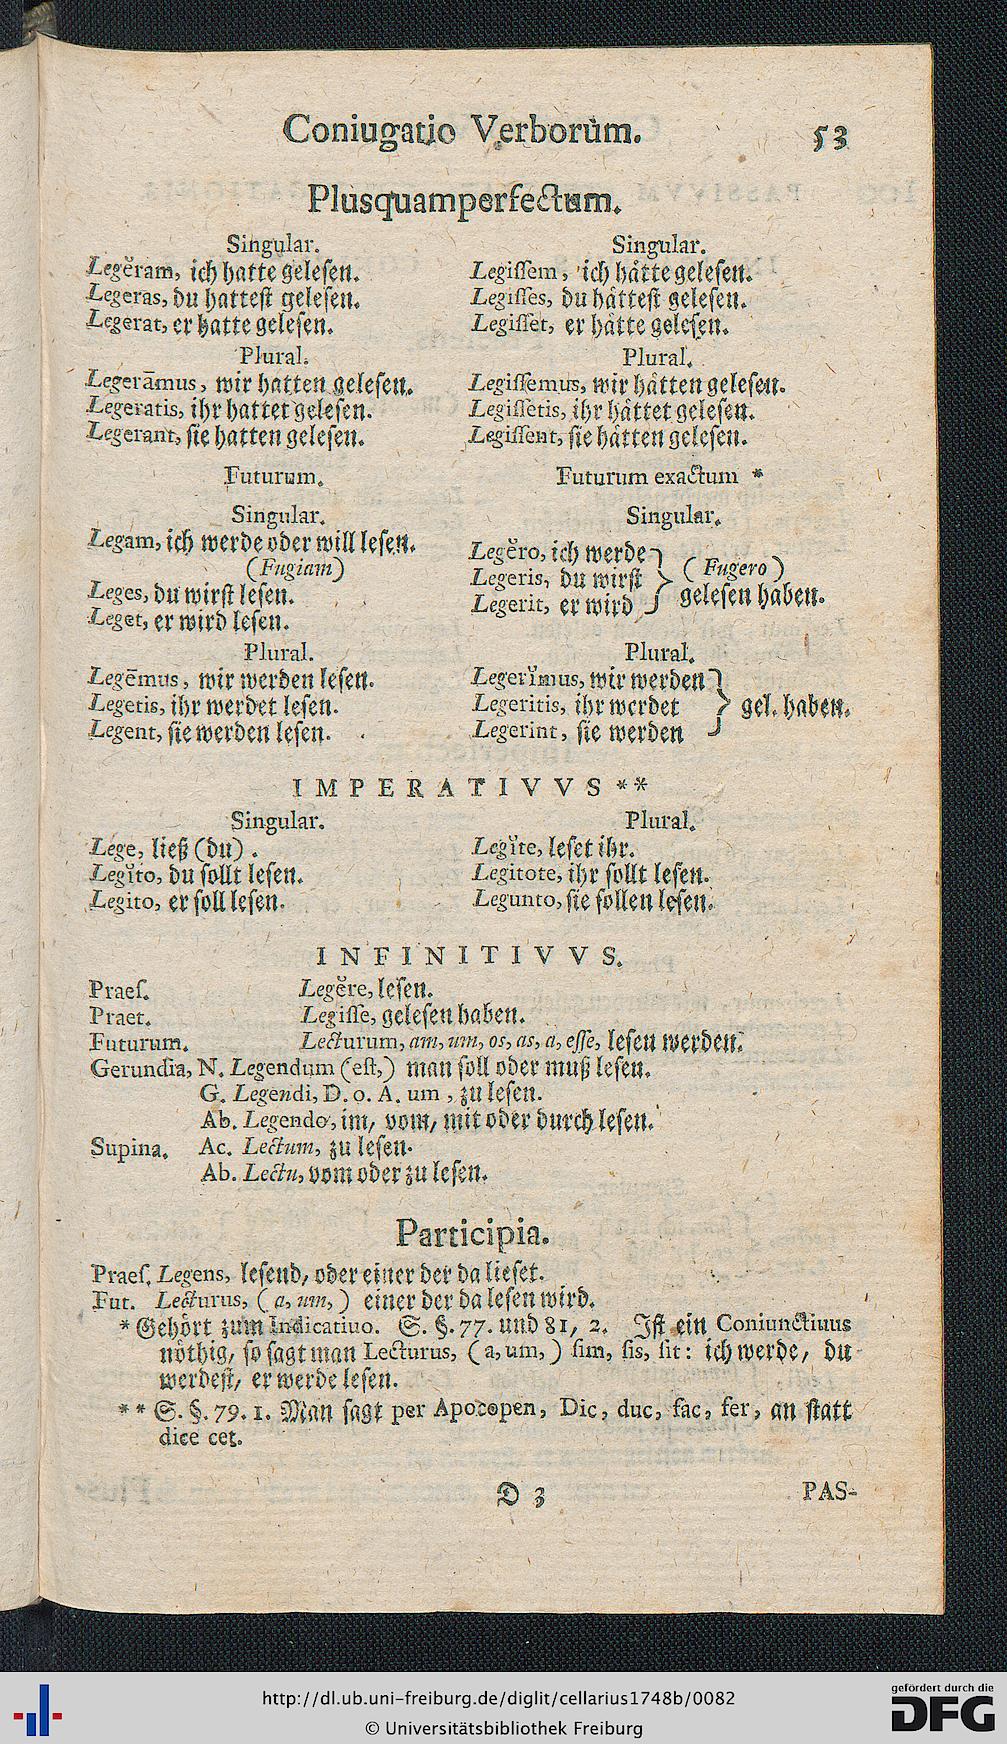 Coniugatio Verborum. 53
Plusquamperfectum.
Singular.
Legĕram, ich hatte gelesen.
Legeras, du hattest gelesen.
Legerat, er hatte gelesen.
Plural.
Legerāmus, wir hatten gelesen.
Legeratis, ihr hattet gelesen.
Legerant, sie hatten gelesen.
Singular.
Legissem, ich hätte gelesen.
Legisses, du hättest gelesen.
Legisset, er hätte gelesen.
Plural.
Legissemus, wir hätten gelesen.
Legissetis, ihr hättet gelesen.
Legissent, sie hätten gelesen.
Futurum.
Singular.
Legam, ich werde oder will lesen.
(Fugiam)
Leges, du wirst lesen.
Leget, er wird lesen.
Plural.
Legēmus, wir werden lesen.
Legetis, ihr werdet lesen.
Legent, sie werden lesen.
Futurum exactum *
Singular.
Legĕro, ich werde
Legeris, du wirst
Legerit, er wird
(Fugero)
gelesen haben.
Plural.
Legerĭmus, wir werden
Legeritis, ihr werdet
Legerint, sie werden
gel. haben.
IMPERATIVVS **
Singular.
Lege, ließ (du).
Legĭto, du sollt lesen.
Legito, er soll lesen.
Plural.
Legĭte, leset ihr.
Legitote, ihr sollt lesen.
Legunto, sie sollen lesen.
INFINITIVVS.
Praes. Legĕre, lesen.
Praet. Legisse, gelesen haben.
Futurum. Lecturum, am, um, os, as, a, esse, lesen werden.
Gerundia, N. Legendum (est,) man soll oder muß lesen.
G. Legendi, D. o. A. um, zu lesen.
Ab. Legendo, im, vom, mit oder durch lesen.
Supina. Ac. Lectum, zu lesen.
Ab. Lectu, vom oder zu lesen.
Participia.
Praes. Legens, lesend, oder einer der da lieset.
Fut. Lecturus, (a, um,) einer der da lesen wird.
* Gehört zum Indicatiuo. S. §. 77. und 81, 2. Ist ein Coniunctiuus
nöthig, so sagt man Lecturus, (a, um,) sim, sis, sit: ich werde, du
werdest, er werde lesen.
** S. §. 79. 1. Man sagt per Apocopen, Dic, duc, fac, fer, an statt
dice cet.
D 3 PAS-
http://dl.ub.uni-freiburg.de/diglit/cellarius1748b/0082
© Universitätsbibliothek Freiburg
gefördert durch die
DFG